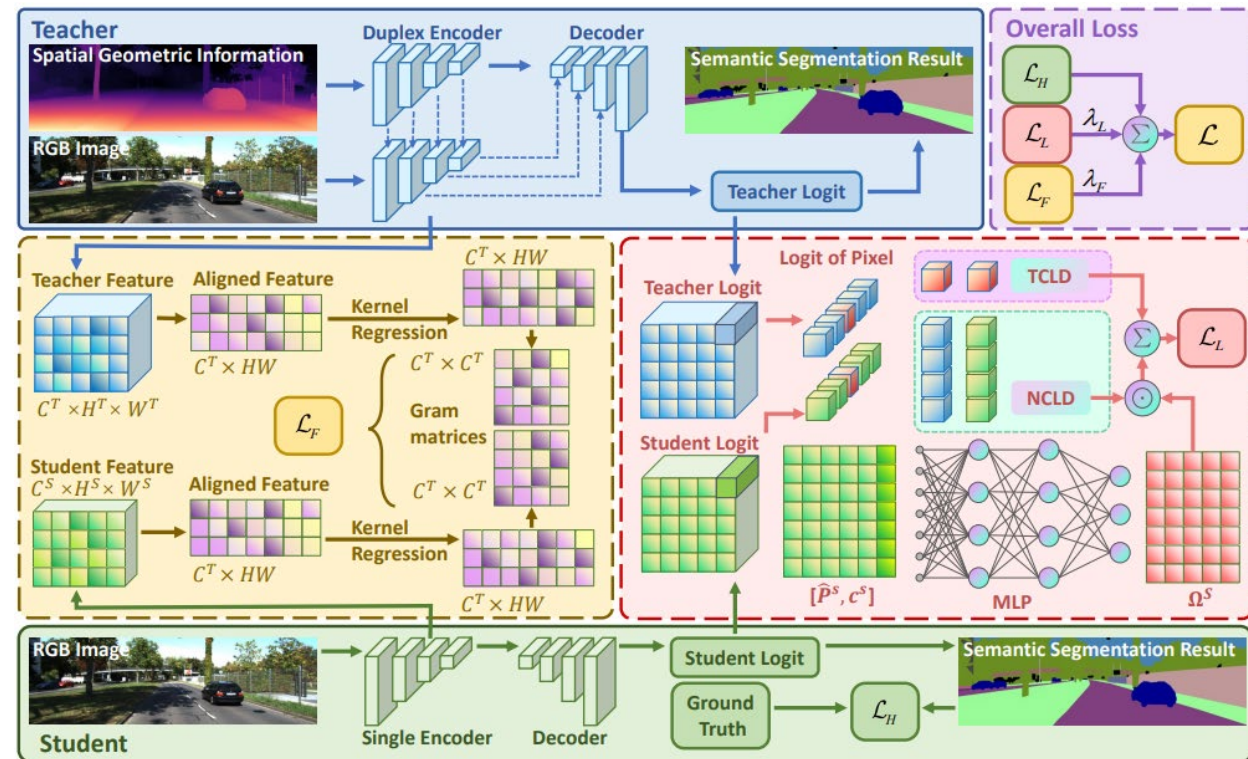 Teacher
Spatial Geometric Information
RGB Image
Duplex Encoder
Decoder
Semantic Segmentation Result
Teacher Logit
Overall Loss
ℒ_H
ℒ_L
λ_L
ℒ_F
λ_F
Σ
ℒ
Teacher Feature
C^T × H^T × W^T
Aligned Feature
C^T × HW
Kernel
Regression
C^T × HW
C^T × C^T
Gram
matrices
C^T × C^T
ℒ_F
Student Feature
C^S × H^S × W^S
Aligned Feature
C^T × HW
Kernel
Regression
C^T × HW
Teacher Logit
Logit of Pixel
Student Logit
[P̂^s, c^s]
TCLD
NCLD
Σ
ℒ_L
MLP
Ω^S
RGB Image
Student
Single Encoder
Decoder
Student Logit
Ground
Truth
ℒ_H
Semantic Segmentation Result